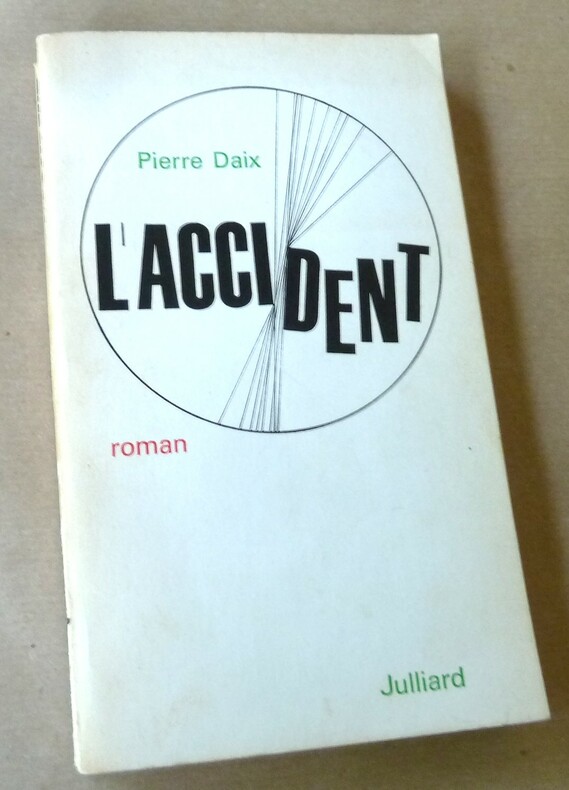 Pierre Daix
L'ACCIDENT
roman
Julliard